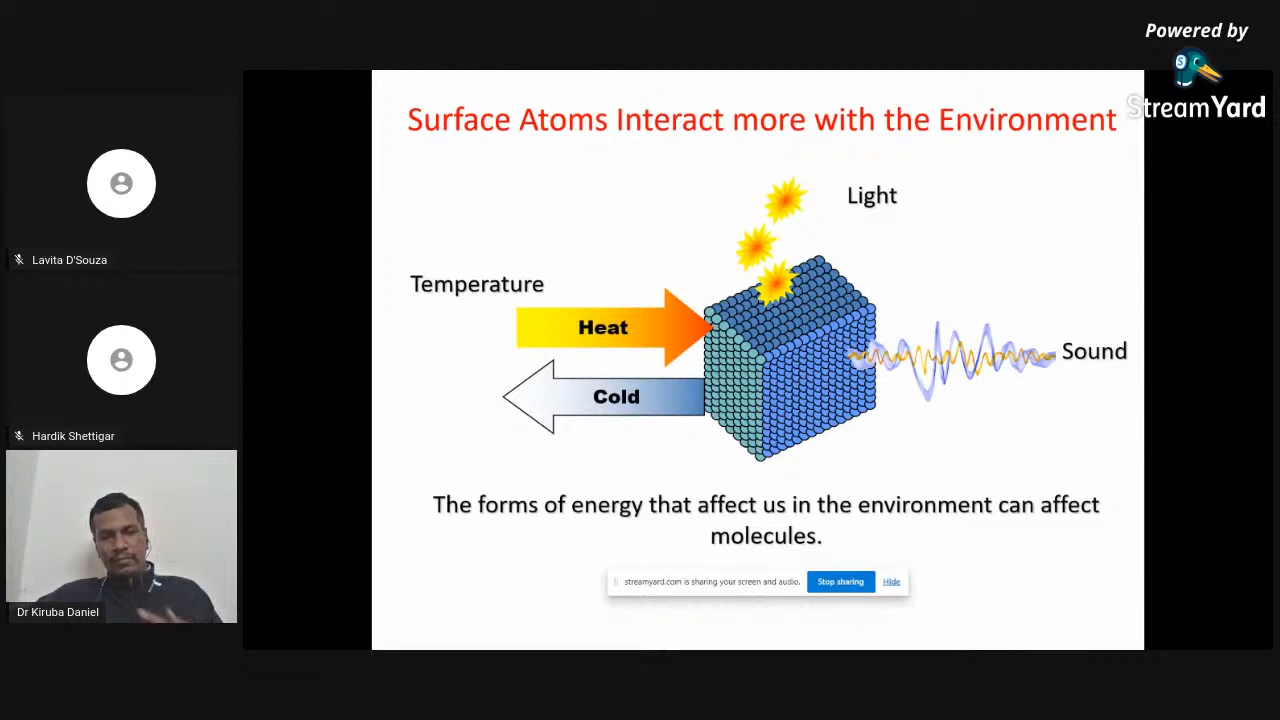 Powered by
StreamYard
Surface Atoms Interact more with the Environment
Light
Temperature
Heat
Sound
Cold
The forms of energy that affect us in the environment can affect
molecules.
streamyard.com is sharing your screen and audio.
Stop sharing
Hide
Lavita D'Souza
Hardik Shettigar
Dr Kiruba Daniel